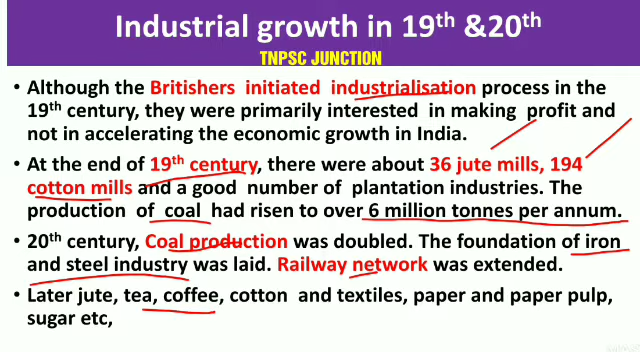 Industrial growth in 19th &20th
TNPSC JUNCTION
• Although the Britishers initiated industrialisation process in the
19th century, they were primarily interested in making profit and
not in accelerating the economic growth in India.
• At the end of 19th century, there were about 36 jute mills, 194
cotton mills and a good number of plantation industries. The
production of coal had risen to over 6 million tonnes per annum.
• 20th century, Coal production was doubled. The foundation of iron
and steel industry was laid. Railway network was extended.
• Later jute, tea, coffee, cotton and textiles, paper and paper pulp,
sugar etc,